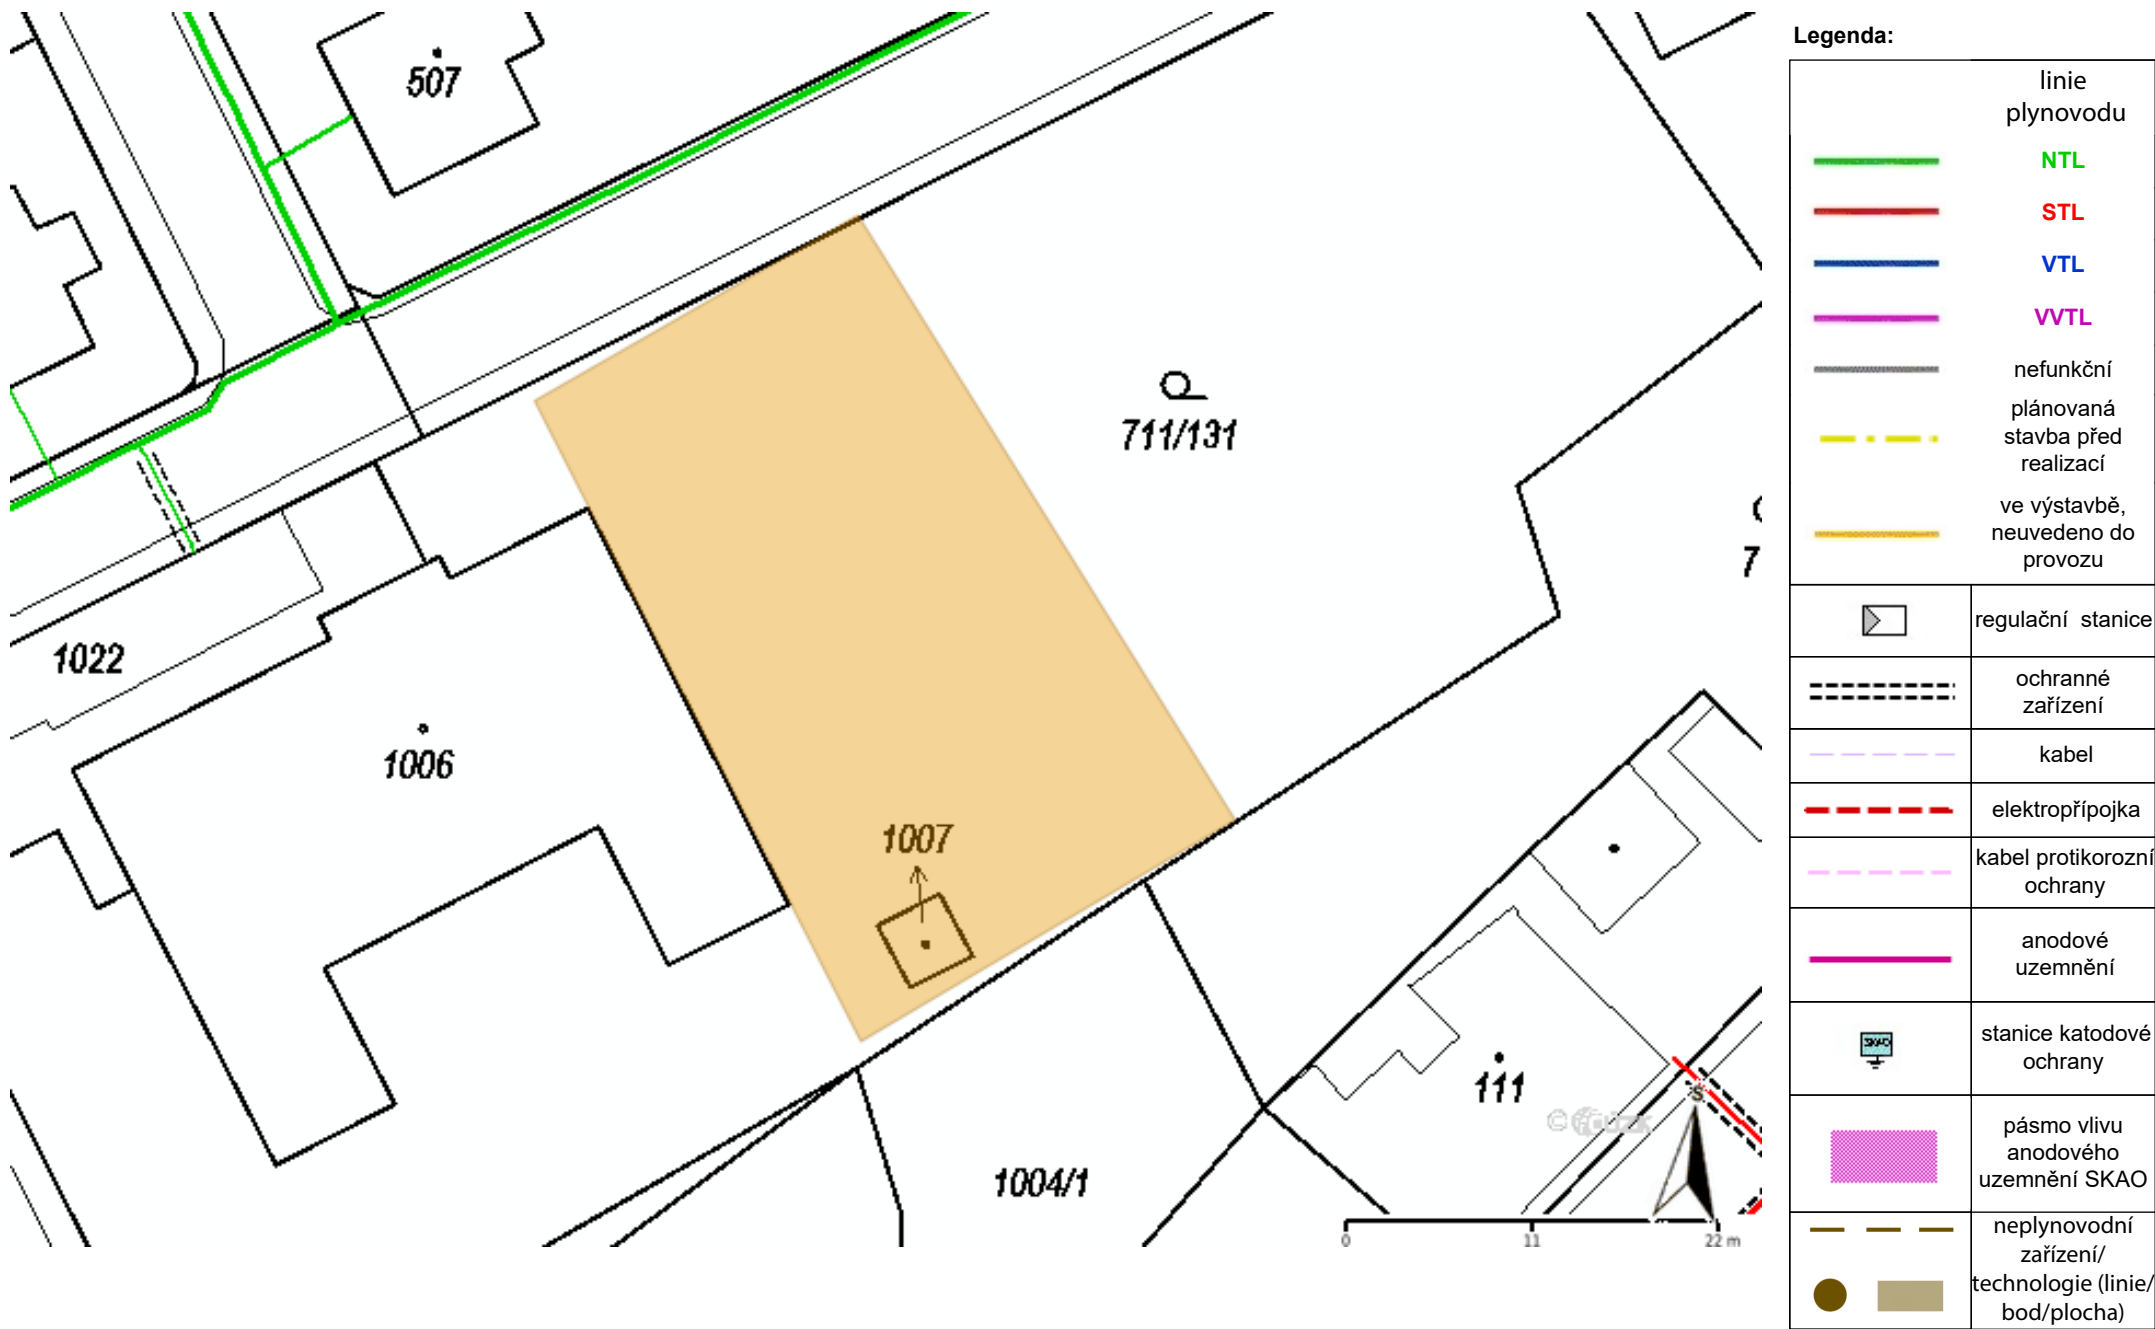 507
711/131
7
1022
1006
1007
111
1004/1
©
S
0
11
22 m
Legenda:
linie
plynovodu
NTL
STL
VTL
VVTL
nefunkční
plánovaná
stavba před
realizací
ve výstavbě,
neuvedeno do
provozu
regulační stanice
ochranné
zařízení
kabel
elektropřípojka
kabel protikorozní
ochrany
anodové
uzemnění
SKAO
stanice katodové
ochrany
pásmo vlivu
anodového
uzemnění SKAO
neplynovodní
zařízení/
technologie (linie/
bod/plocha)